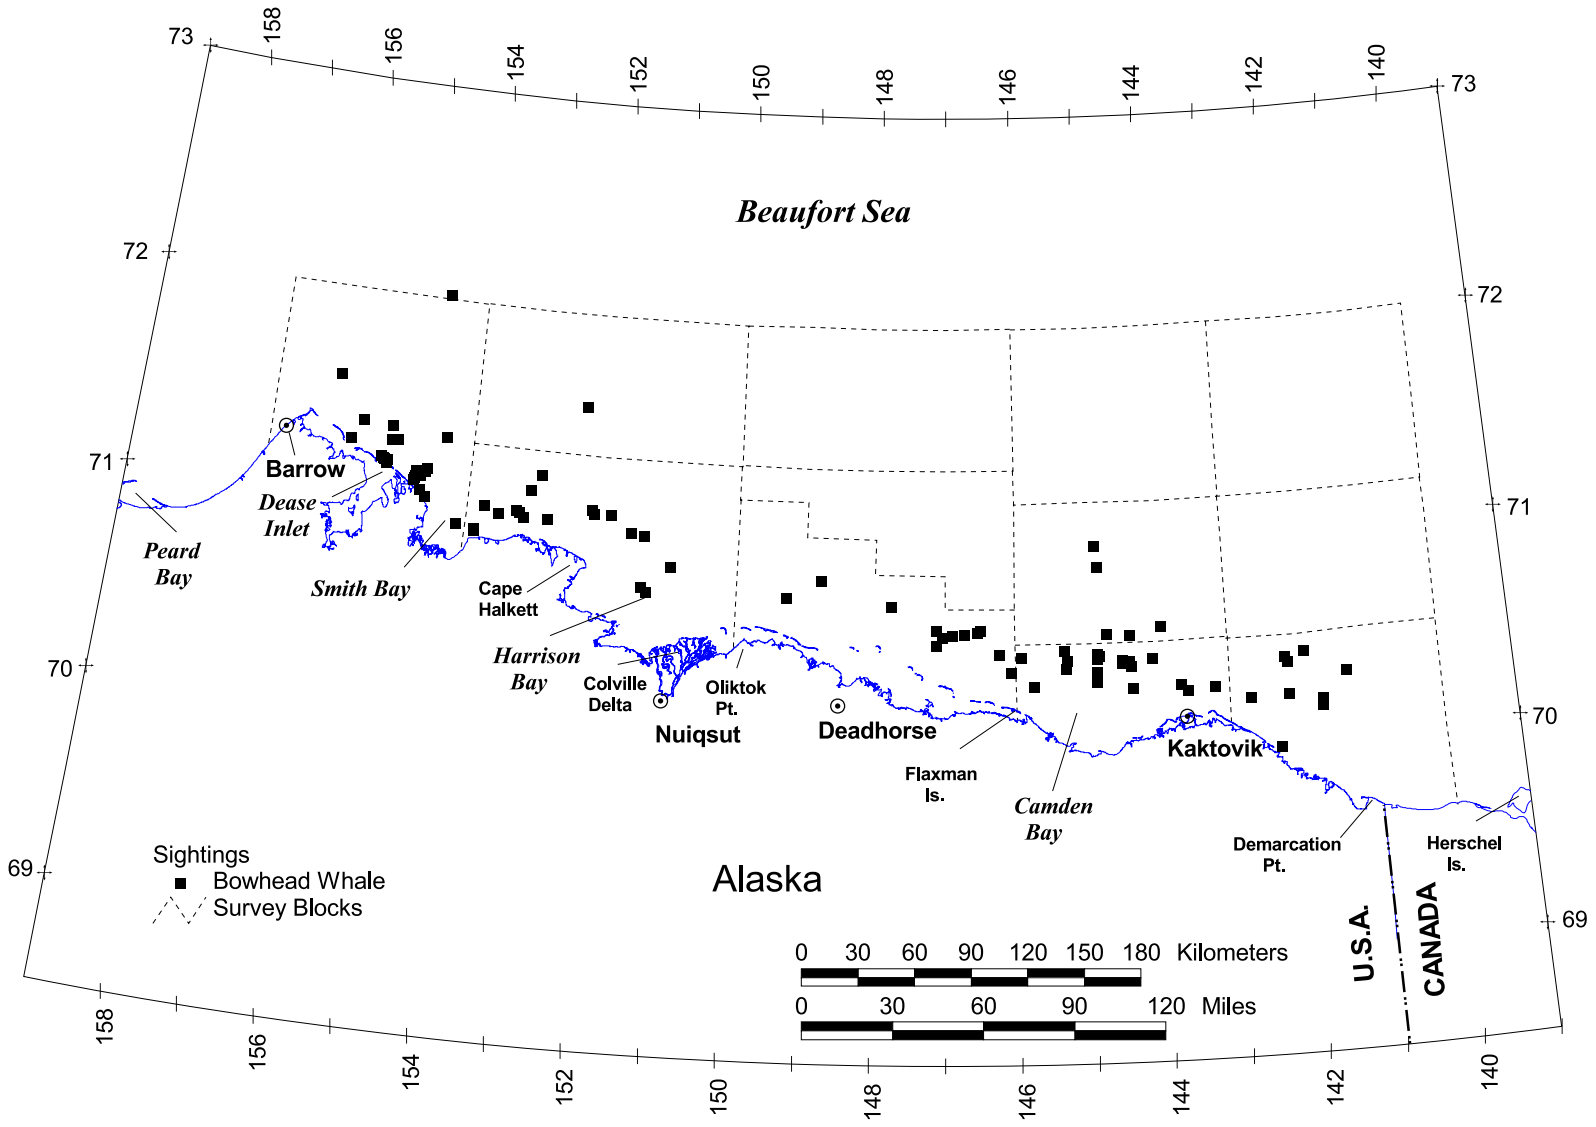 158
156
154
152
150
148
146
144
142
140
73
73
Beaufort Sea
72
72
71
71
Barrow
Dease
Inlet
Peard
Bay
Smith Bay
Cape
Halkett
Harrison
Bay
Colville
Delta
Oliktok
Pt.
Nuiqsut
Deadhorse
Kaktovik
Flaxman
Is.
Camden
Bay
Demarcation
Pt.
Herschel
Is.
70
70
69
69
Sightings
Bowhead Whale
Survey Blocks
Alaska
U.S.A.
CANADA
0 30 60 90 120 150 180 Kilometers
0 30 60 90 120 Miles
158
156
154
152
150
148
146
144
142
140